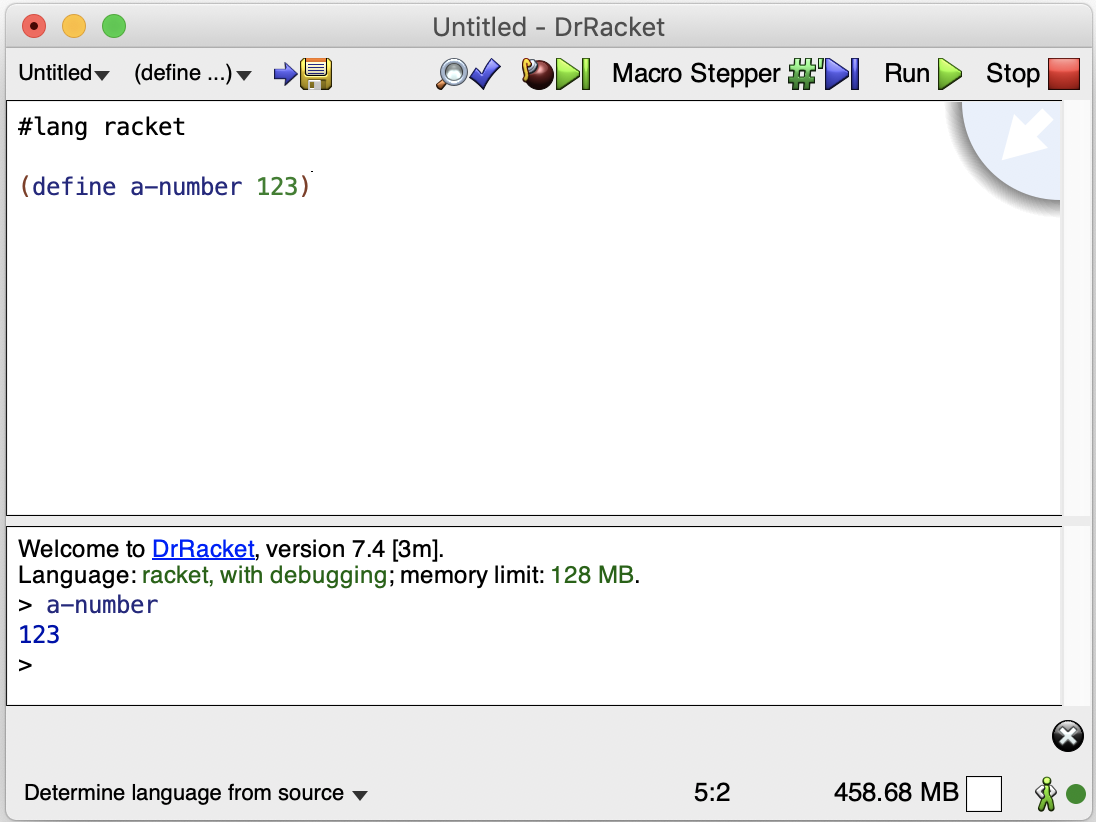 Untitled - DrRacket
Untitled (define ...) Macro Stepper #' Run Stop
#lang racket
(define a-number 123)
Welcome to DrRacket, version 7.4 [3m].
Language: racket, with debugging; memory limit: 128 MB.
> a-number
123
>
Determine language from source 5:2 458.68 MB